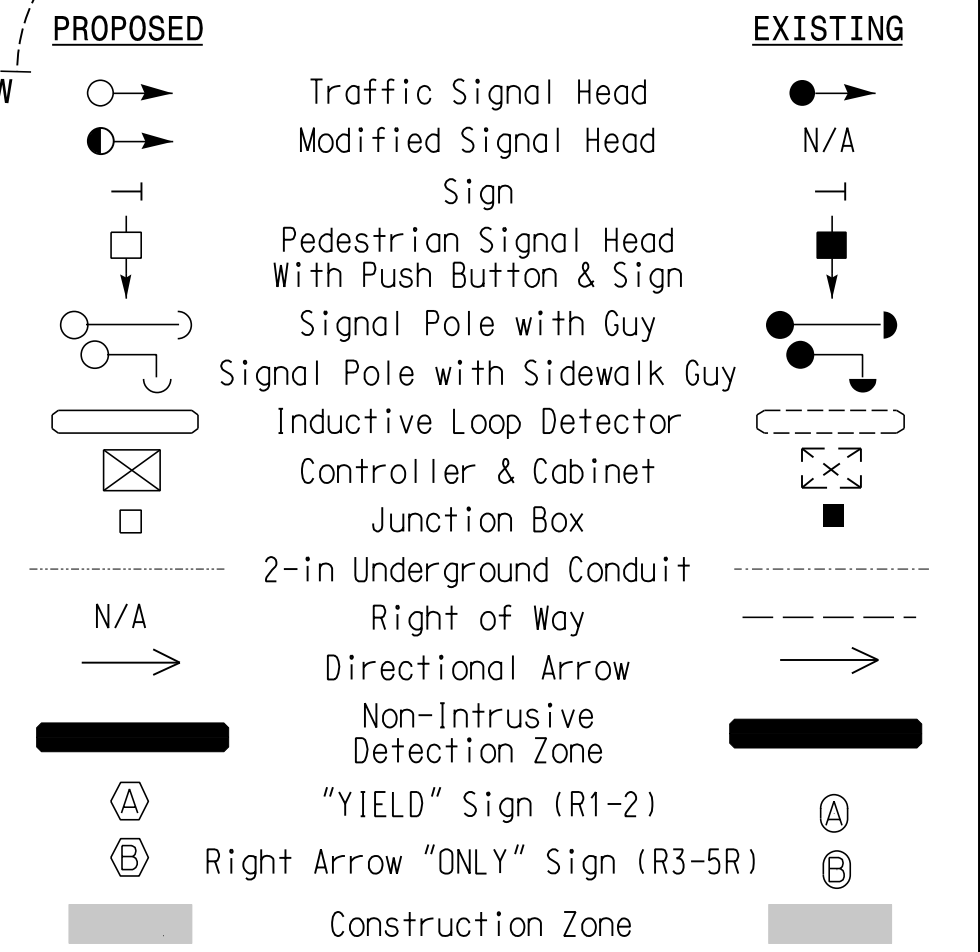 PROPOSED EXISTING
W
Traffic Signal Head
Modified Signal Head N/A
Sign
Pedestrian Signal Head
With Push Button & Sign
Signal Pole with Guy
Signal Pole with Sidewalk Guy
Inductive Loop Detector
Controller & Cabinet
Junction Box
2-in Underground Conduit
N/A Right of Way
Directional Arrow
Non-Intrusive
Detection Zone
A "YIELD" Sign (R1-2) A
B Right Arrow "ONLY" Sign (R3-5R) B
Construction Zone